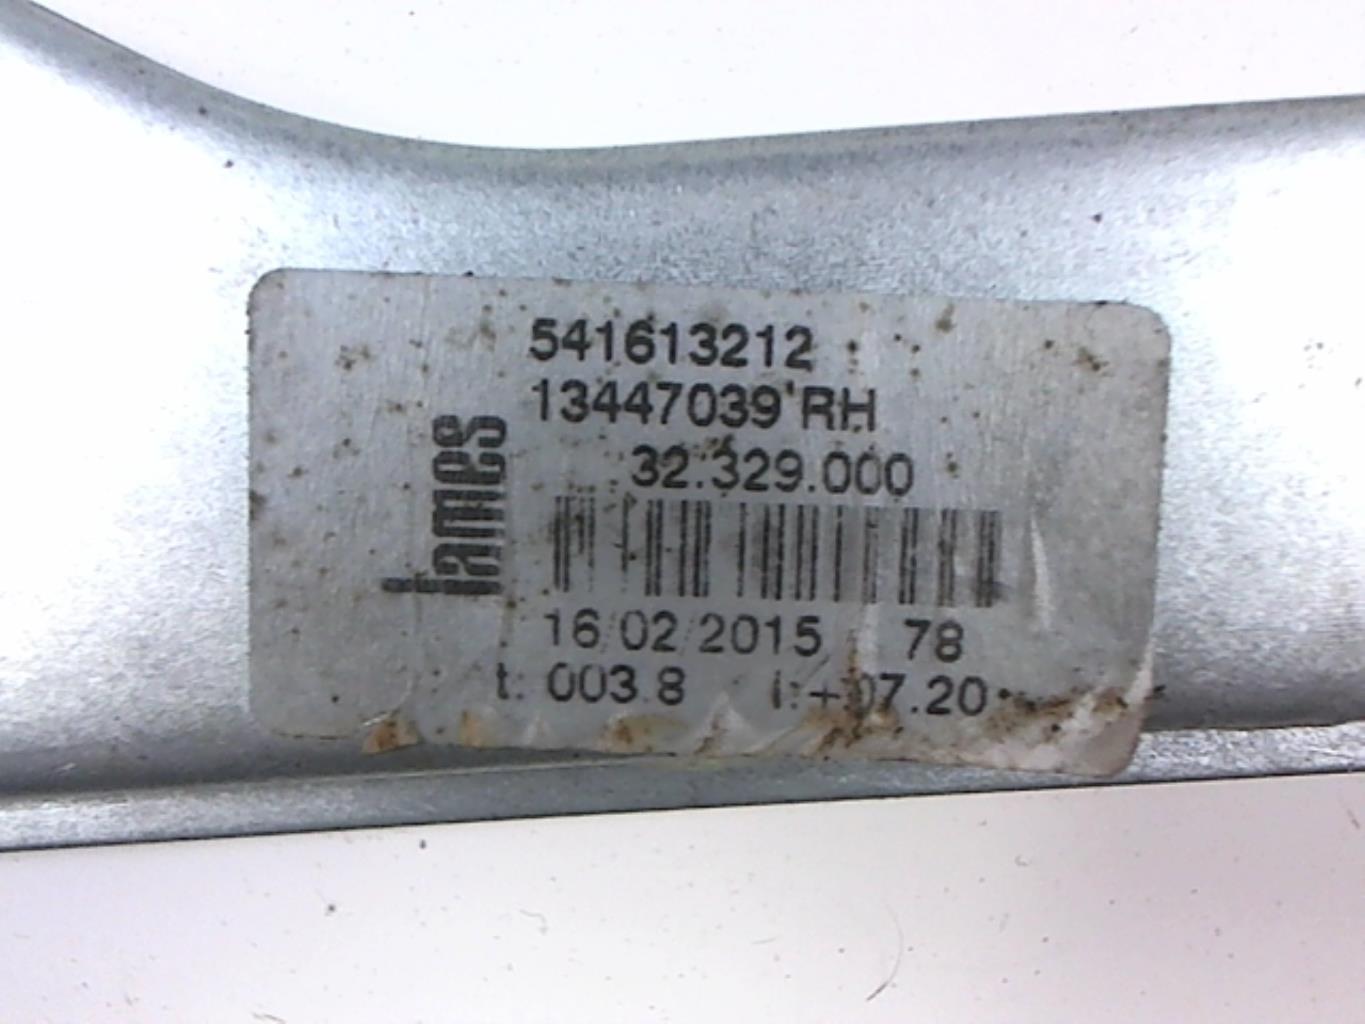 541613212
13447039 RH
32.329.000
lames
16/02/2015 78
t: 003.8 l:+07.20